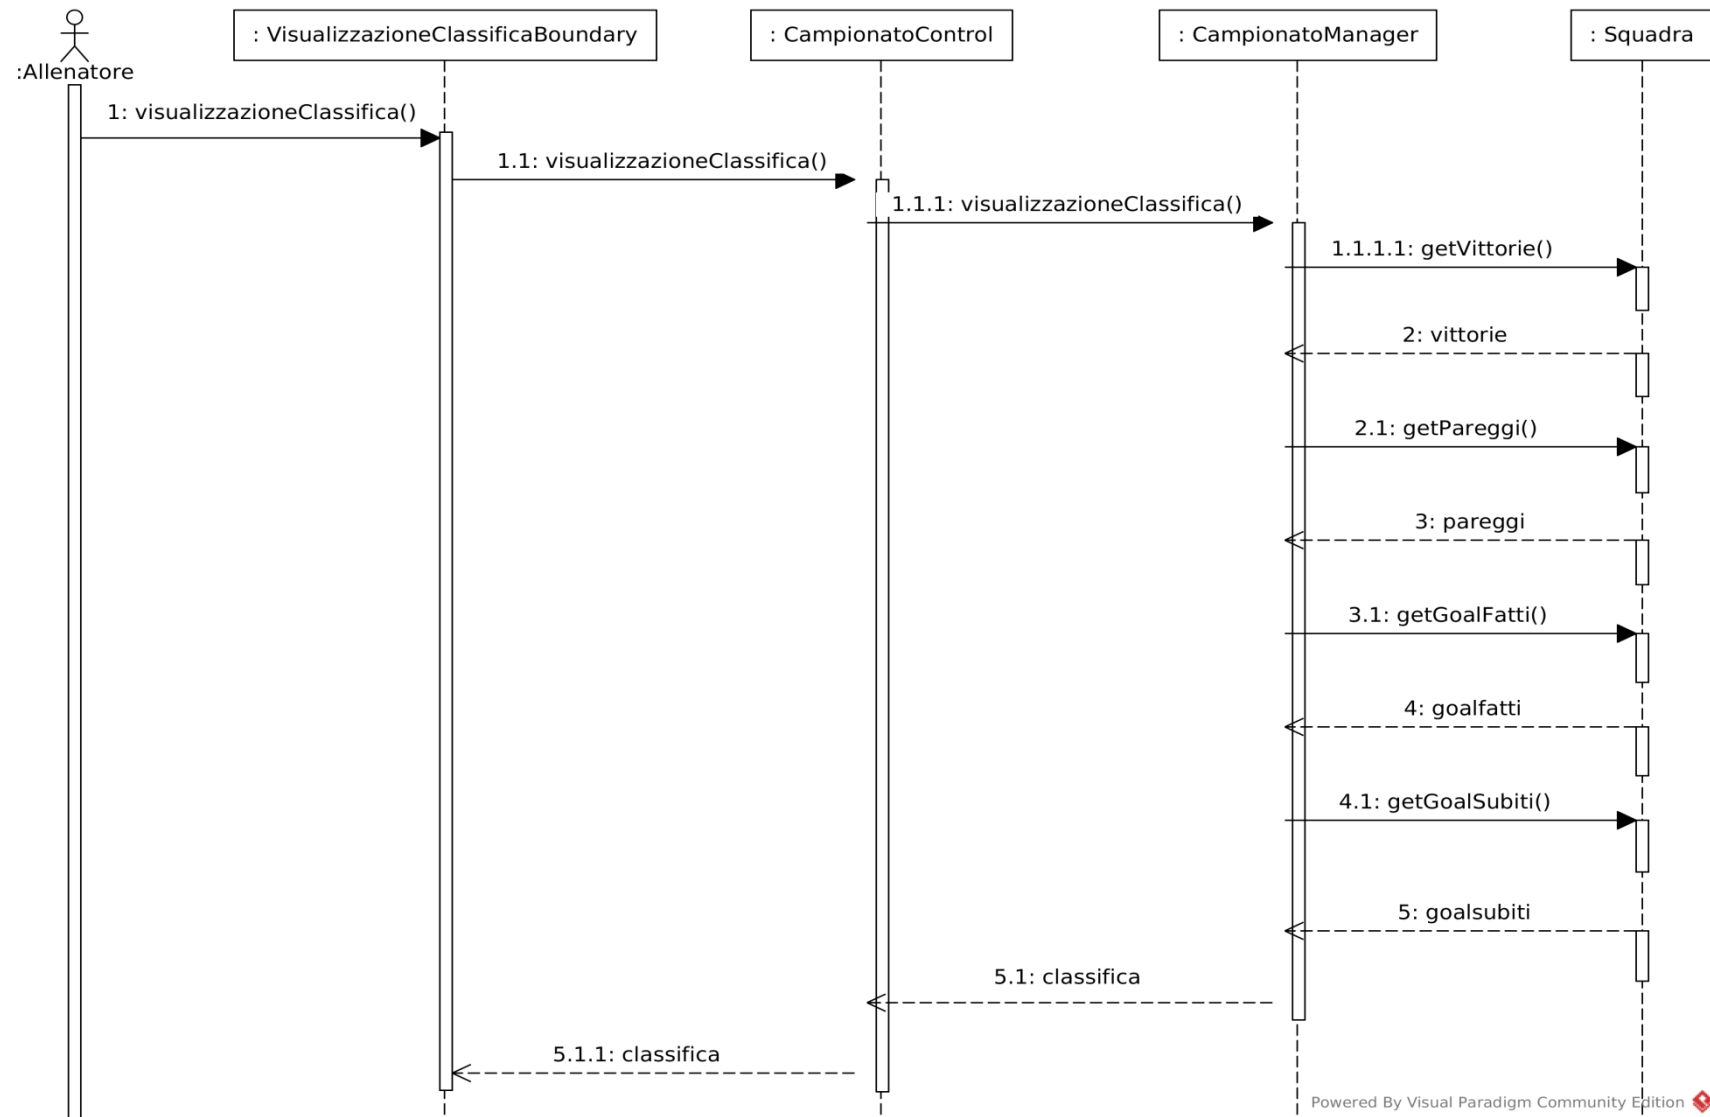 : VisualizzazioneClassificaBoundary
: CampionatoControl
: CampionatoManager
: Squadra
:Allenatore
1: visualizzazioneClassifica()
1.1: visualizzazioneClassifica()
1.1.1: visualizzazioneClassifica()
1.1.1.1: getVittorie()
2: vittorie
2.1: getPareggi()
3: pareggi
3.1: getGoalFatti()
4: goalfatti
4.1: getGoalSubiti()
5: goalsubiti
5.1: classifica
5.1.1: classifica
Powered By Visual Paradigm Community Edition